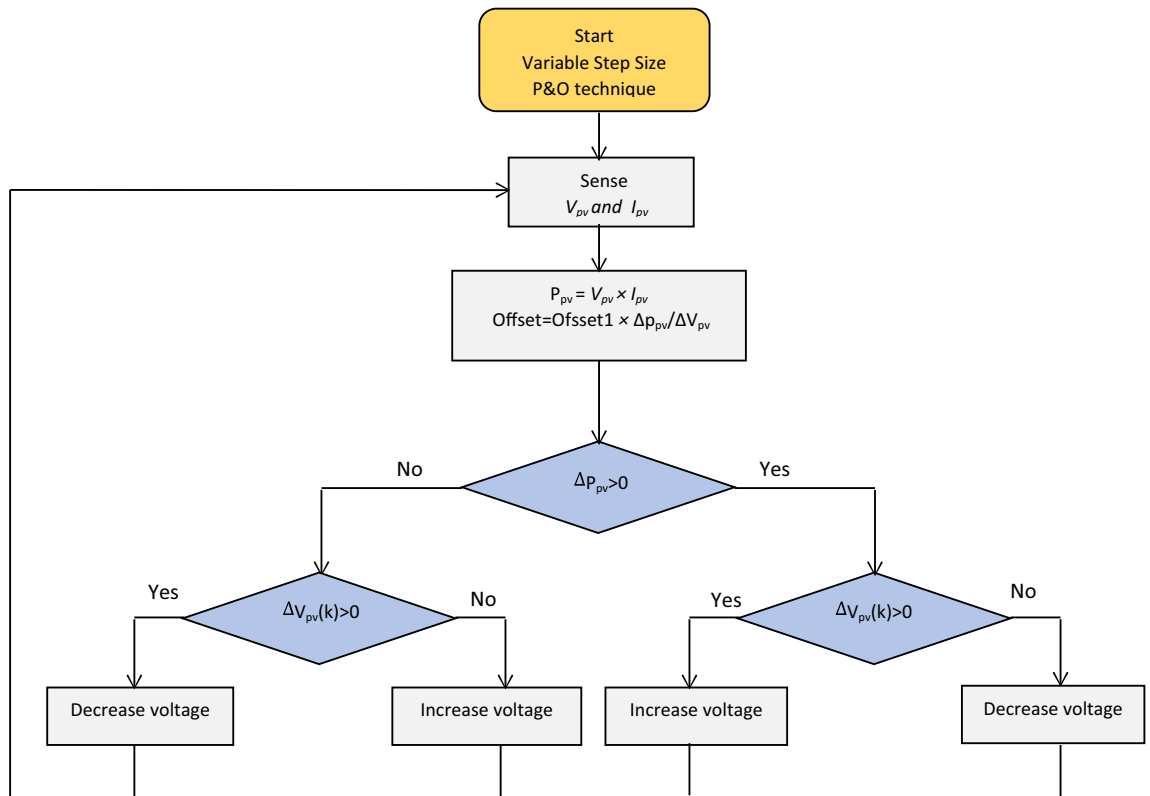 Start
Variable Step Size
P&O technique
Sense
Vpv and Ipv
Ppv = Vpv × Ipv
Offset=Ofsset1 × Δppv/ΔVpv
No
Yes
ΔPpv>0
Yes
No
ΔVpv(k)>0
Yes
No
ΔVpv(k)>0
Decrease voltage
Increase voltage
Increase voltage
Decrease voltage